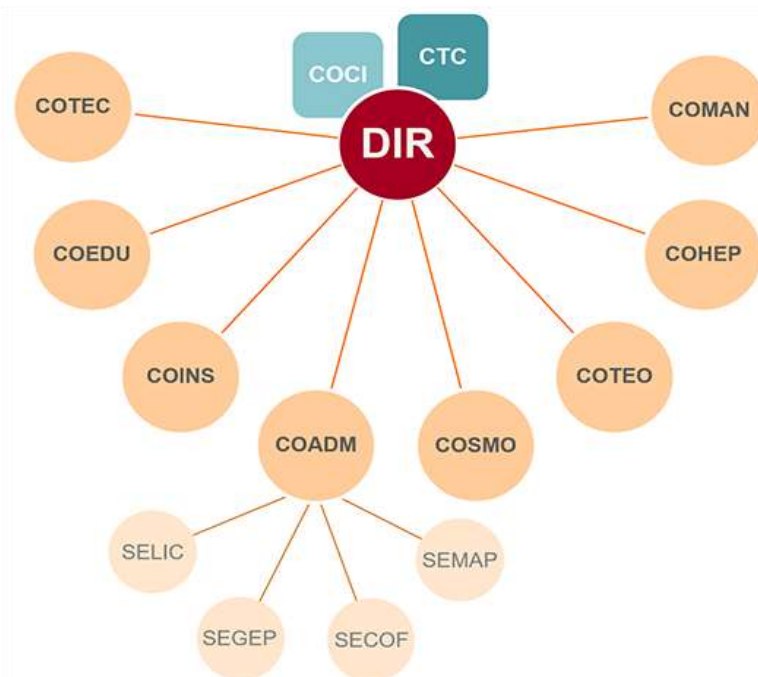 COCI
CTC
DIR
COTEC
COMAN
COEDU
COHEP
COINS
COTEO
COADM
COSMO
SELIC
SEMAP
SEGEP
SECOF